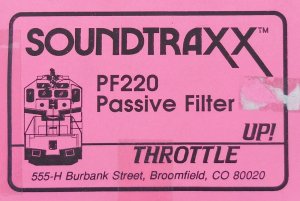 SOUNDTRAXX™
PF220
Passive Filter
UP!
THROTTLE
555-H Burbank Street, Broomfield, CO 80020